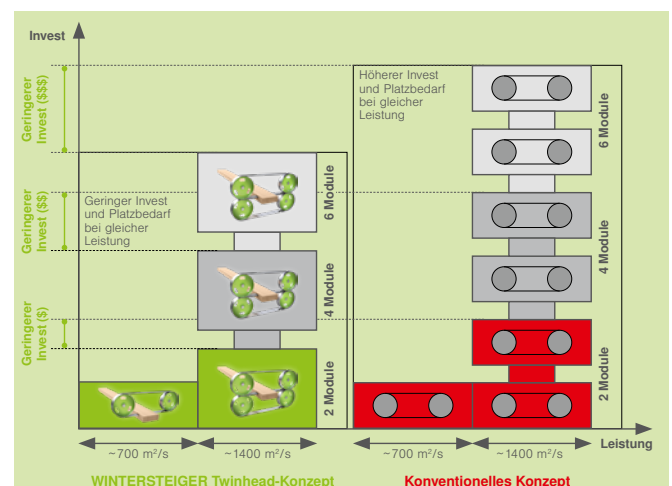 Invest
Geringerer
Invest ($$$)
Geringerer
Invest ($$)
Geringerer
Invest ($)
Geringer Invest
und Platzbedarf
bei gleicher
Leistung
6 Module
4 Module
2 Module
Höherer Invest
und Platzbedarf
bei gleicher
Leistung
6 Module
4 Module
2 Module
~700 m²/s
~1400 m²/s
~700 m²/s
~1400 m²/s
Leistung
WINTERSTEIGER Twinhead-Konzept
Konventionelles Konzept